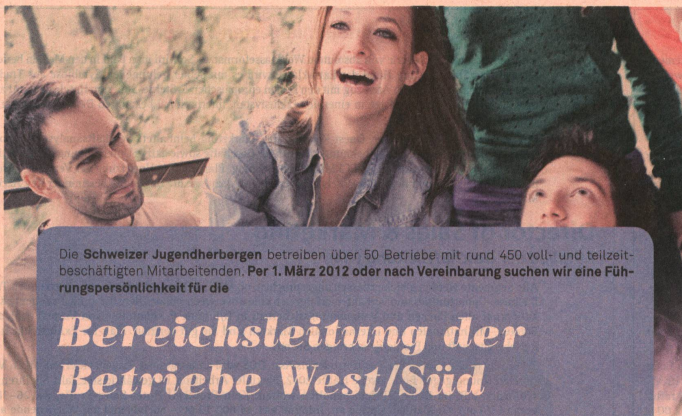 Die Schweizer Jugendherbergen betreiben über 50 Betriebe mit rund 450 voll- und teilzeit-
beschäftigten Mitarbeitenden. Per 1. März 2012 oder nach Vereinbarung suchen wir eine Füh-
rungspersönlichkeit für die
Bereichsleitung der
Betriebe West/Süd